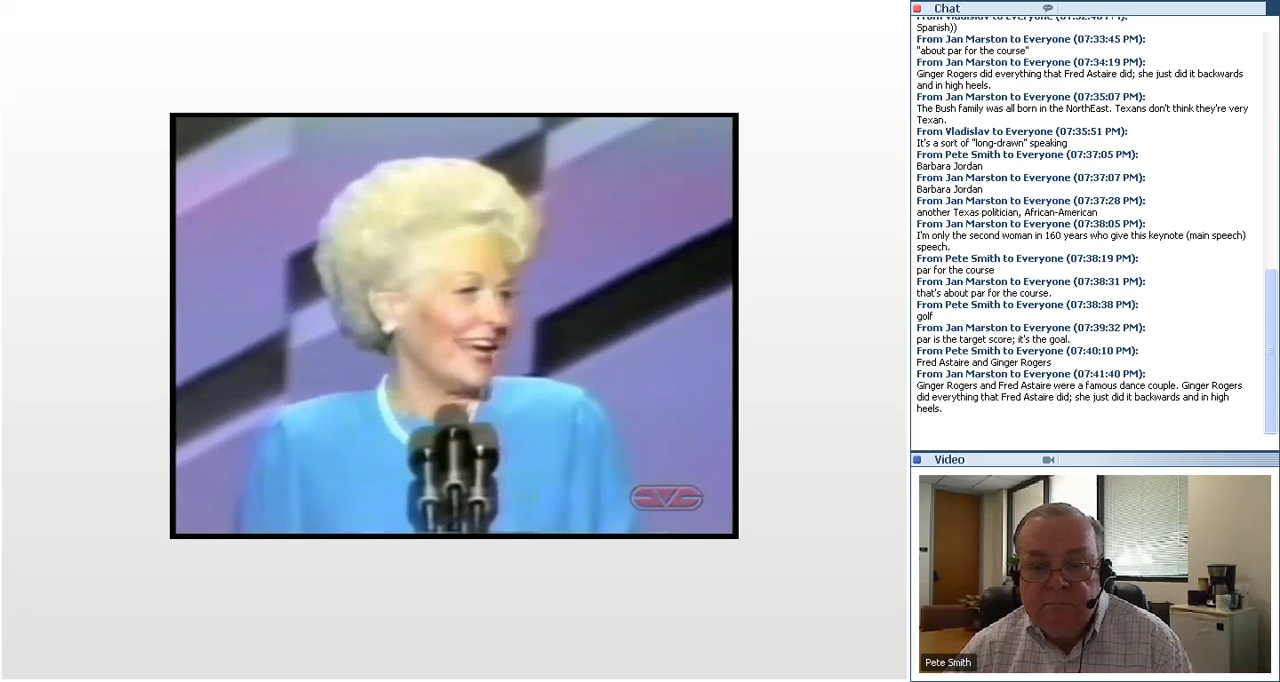 Chat
From Vladislav to Everyone (07:32:46 PM):
Spanish))
From Jan Marston to Everyone (07:33:45 PM):
"about par for the course"
From Jan Marston to Everyone (07:34:19 PM):
Ginger Rogers did everything that Fred Astaire did; she just did it backwards
and in high heels.
From Jan Marston to Everyone (07:35:07 PM):
The Bush family was all born in the NorthEast. Texans don't think they're very
Texan.
From Vladislav to Everyone (07:35:51 PM):
It's a sort of "long-drawn" speaking
From Pete Smith to Everyone (07:37:05 PM):
Barbara Jordan
From Jan Marston to Everyone (07:37:07 PM):
Barbara Jordan
From Jan Marston to Everyone (07:37:28 PM):
another Texas politician, African-American
From Jan Marston to Everyone (07:38:05 PM):
I'm only the second woman in 160 years who give this keynote (main speech)
speech.
From Pete Smith to Everyone (07:38:19 PM):
par for the course
From Jan Marston to Everyone (07:38:31 PM):
that's about par for the course.
From Pete Smith to Everyone (07:38:38 PM):
golf
From Jan Marston to Everyone (07:39:32 PM):
par is the target score; it's the goal.
From Pete Smith to Everyone (07:40:10 PM):
Fred Astaire and Ginger Rogers
From Jan Marston to Everyone (07:41:40 PM):
Ginger Rogers and Fred Astaire were a famous dance couple. Ginger Rogers
did everything that Fred Astaire did; she just did it backwards and in high
heels.
Video
Pete Smith